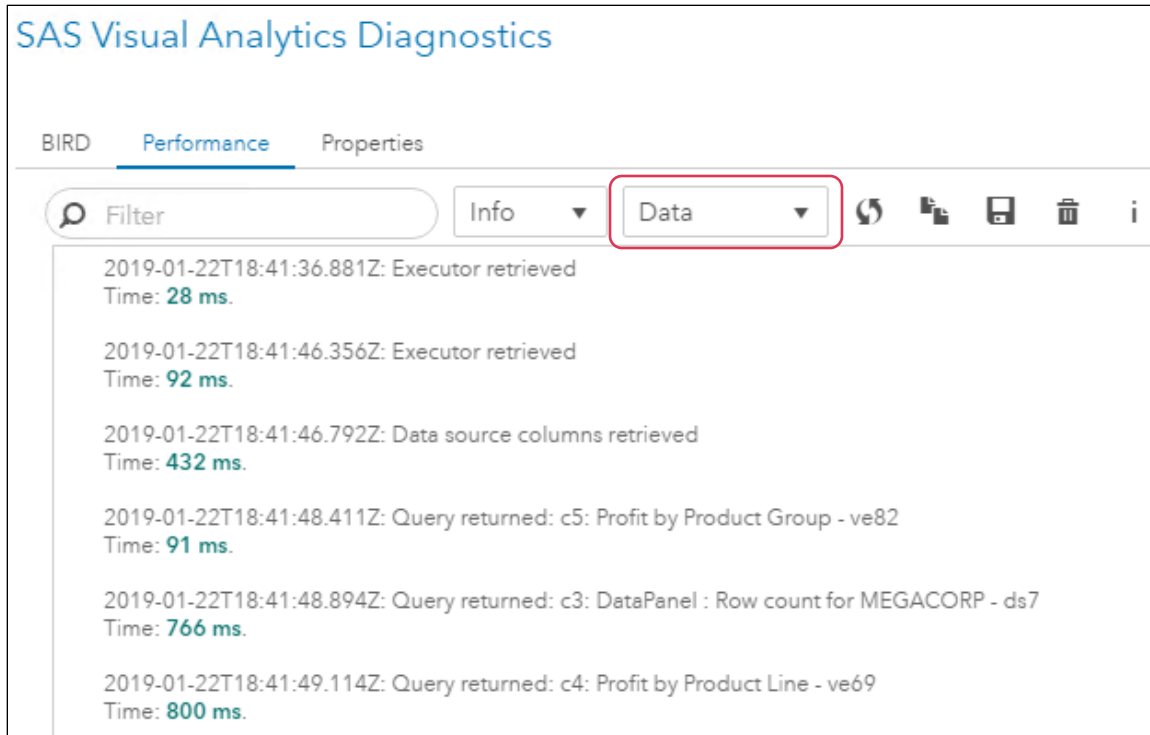 SAS Visual Analytics Diagnostics
BIRD Performance Properties
Filter Info Data i
2019-01-22T18:41:36.881Z: Executor retrieved
Time: 28 ms.
2019-01-22T18:41:46.356Z: Executor retrieved
Time: 92 ms.
2019-01-22T18:41:46.792Z: Data source columns retrieved
Time: 432 ms.
2019-01-22T18:41:48.411Z: Query returned: c5: Profit by Product Group - ve82
Time: 91 ms.
2019-01-22T18:41:48.894Z: Query returned: c3: DataPanel : Row count for MEGACORP - ds7
Time: 766 ms.
2019-01-22T18:41:49.114Z: Query returned: c4: Profit by Product Line - ve69
Time: 800 ms.